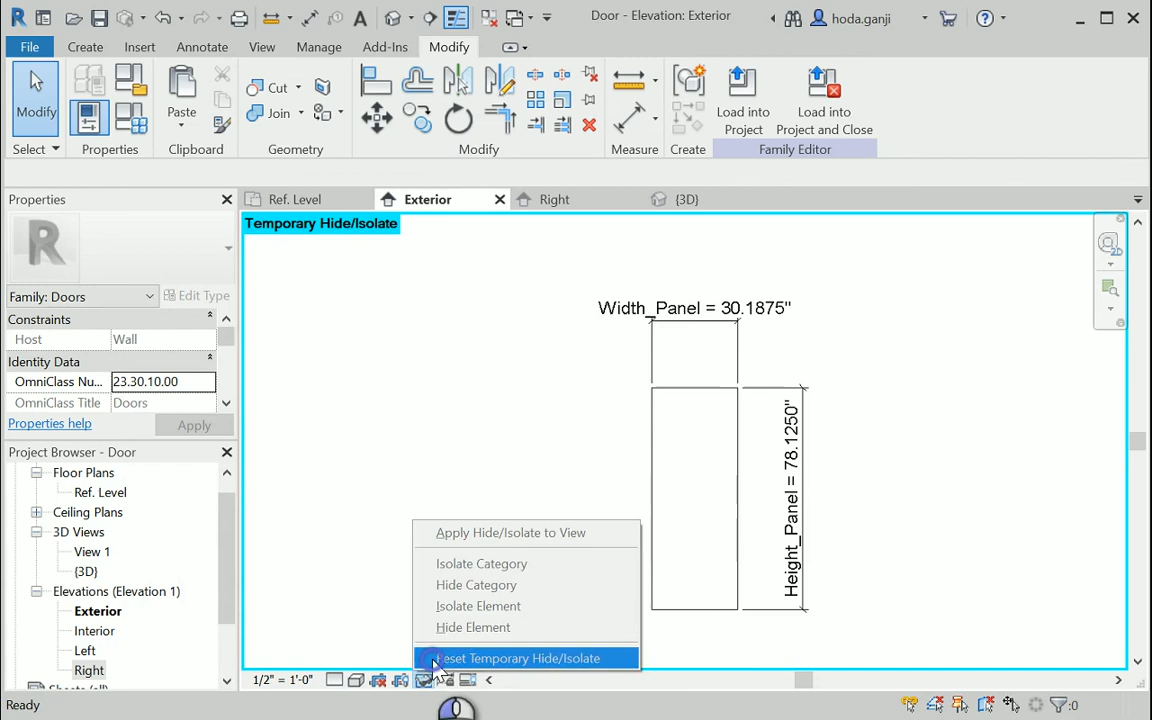 Door - Elevation: Exterior
hoda.ganji
File
Create
Insert
Annotate
View
Manage
Add-Ins
Modify
Modify
Paste
Cut
Join
Load into
Project
Load into
Project and Close
Select
Properties
Clipboard
Geometry
Modify
Measure
Create
Family Editor
Properties
Ref. Level
Exterior
Right
{3D}
Temporary Hide/Isolate
R
Family: Doors
Edit Type
Constraints
Host
Wall
Identity Data
OmniClass Nu...
23.30.10.00
OmniClass Title
Doors
Properties help
Apply
Project Browser - Door
Floor Plans
Ref. Level
Ceiling Plans
3D Views
View 1
{3D}
Elevations (Elevation 1)
Exterior
Interior
Left
Right
Width_Panel = 30.1875"
Height_Panel = 78.1250"
Apply Hide/Isolate to View
Isolate Category
Hide Category
Isolate Element
Hide Element
Reset Temporary Hide/Isolate
1/2" = 1'-0"
Ready
:0